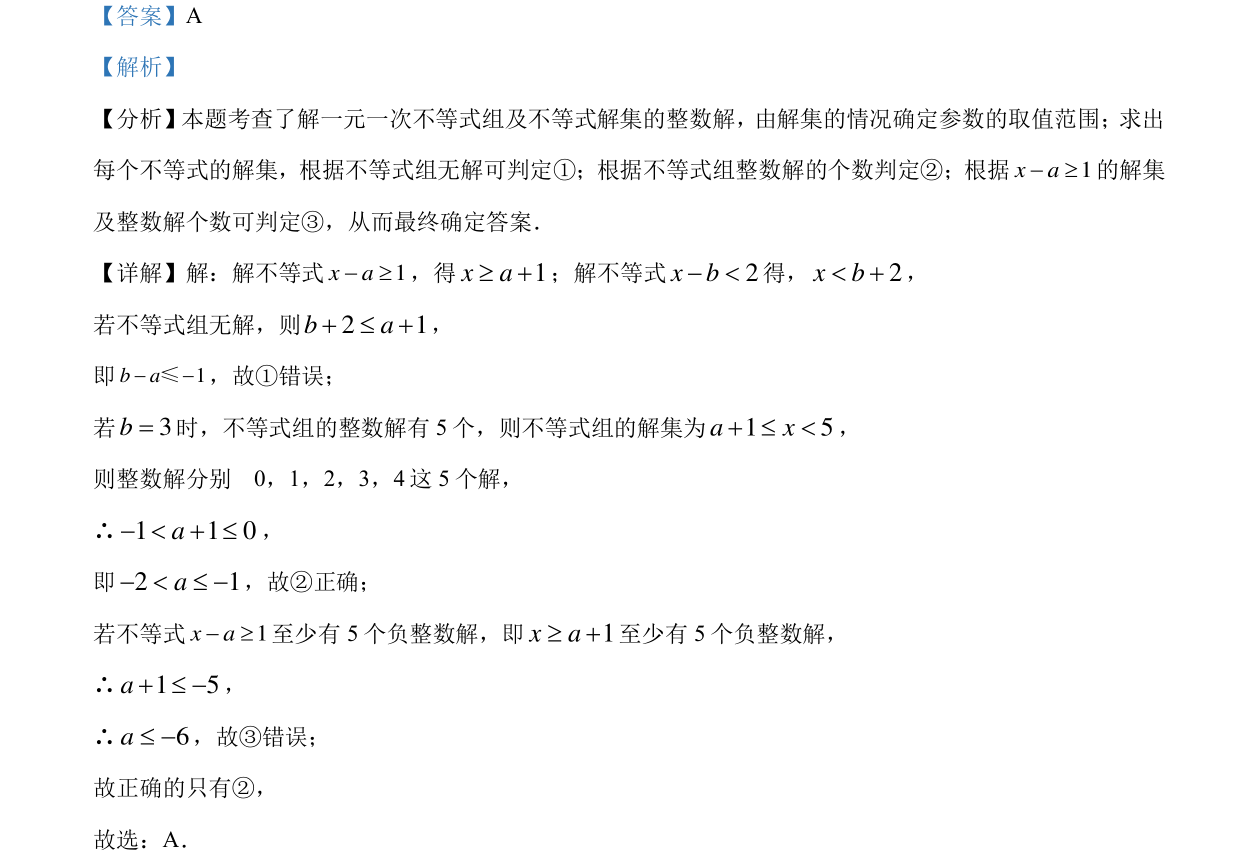 【答案】A
【解析】
【分析】本题考查了解一元一次不等式组及不等式解集的整数解，由解集的情况确定参数的取值范围；求出
每个不等式的解集，根据不等式组无解可判定①；根据不等式组整数解的个数判定②；根据 x−a≥1 的解集
及整数解个数可判定③，从而最终确定答案．
【详解】解：解不等式 x−a≥1，得 x≥a+1；解不等式 x−b<2 得，x<b+2，
若不等式组无解，则 b+2≤a+1，
即 b−a≤−1，故①错误；
若 b=3 时，不等式组的整数解有 5 个，则不等式组的解集为 a+1≤x<5，
则整数解分别 0，1，2，3，4 这 5 个解，
∴ −1<a+1≤0，
即 −2<a≤−1，故②正确；
若不等式 x−a≥1 至少有 5 个负整数解，即 x≥a+1 至少有 5 个负整数解，
∴ a+1≤−5，
∴ a≤−6，故③错误；
故正确的只有②，
故选：A．